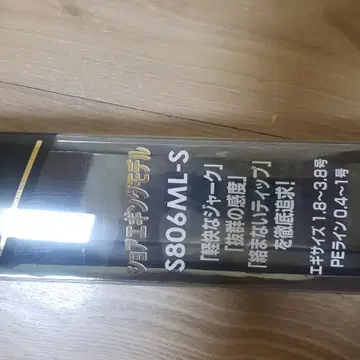 ショアエギングモデル
S806ML-S
「軽快なジャーク」
「抜群の感度」
「絡まないティップ」
を徹底追求!
エギサイズ 1.8~3.8号
PEライン 0.4~1号